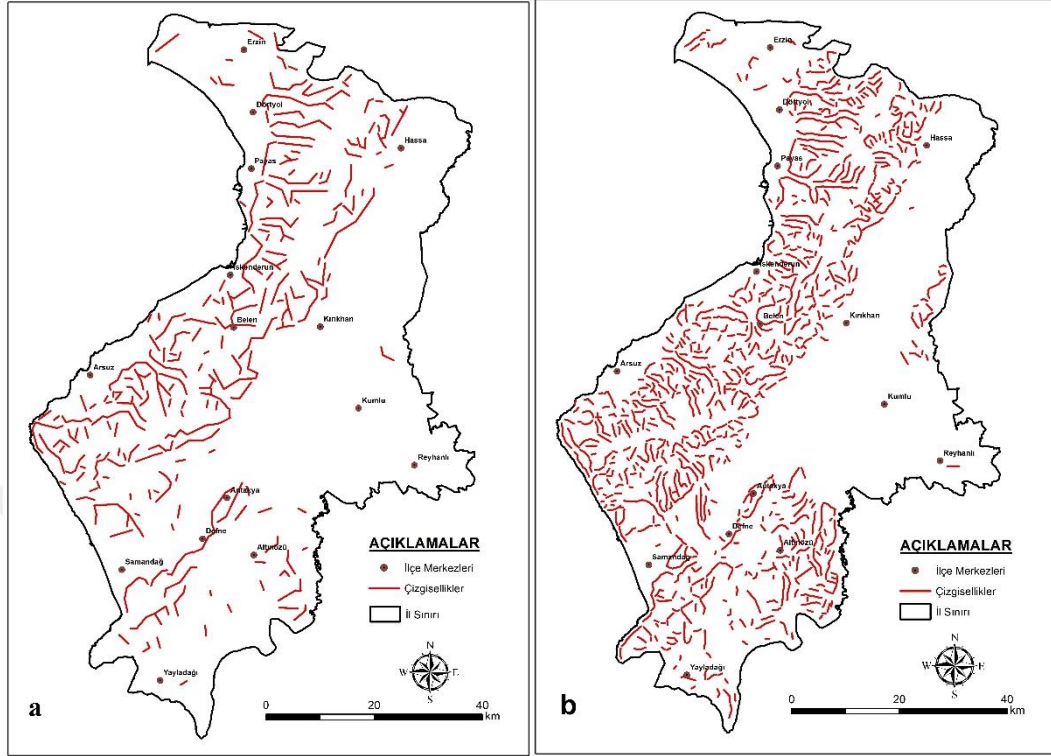 Erzin
Dörtyol
Hassa
Payas
İskenderun
Belen
Kırıkhan
Arsuz
Kumlu
Reyhanlı
Antakya
Defne
Altınözü
Samandağ
Yayladağı
AÇIKLAMALAR
İlçe Merkezleri
Çizgisellikler
İl Sınırı
N
W E
S
a
0 20 40
km
Erzin
Dörtyol
Hassa
Payas
İskenderun
Belen
Kırıkhan
Arsuz
Kumlu
Reyhanlı
Antakya
Defne
Altınözü
Samandağ
Yayladağı
AÇIKLAMALAR
İlçe Merkezleri
Çizgisellikler
İl Sınırı
N
W E
S
b
0 20 40
km